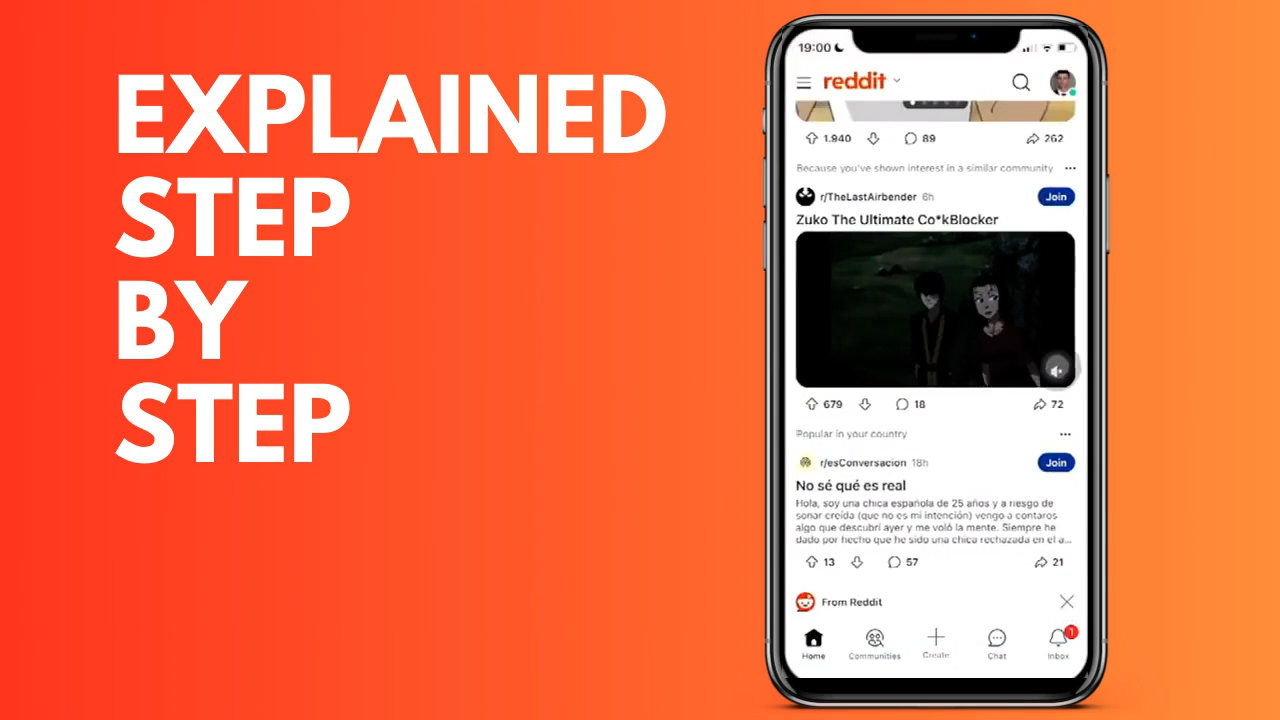 EXPLAINED
STEP
BY
STEP
19:00
reddit
1.940 89 262
Because you've shown interest in a similar community
r/TheLastAirbender 6h Join
Zuko The Ultimate Co*kBlocker
679 18 72
Popular in your country
r/esConversacion 18h Join
No sé qué es real
Hola, soy una chica española de 25 años y a riesgo de
sonar creída (que no es mi intención) vengo a contaros
algo que descubrí ayer y me voló la mente. Siempre he
dado por hecho que he sido una chica rechazada en el a...
13 57 21
From Reddit
1
Home Communities Create Chat Inbox